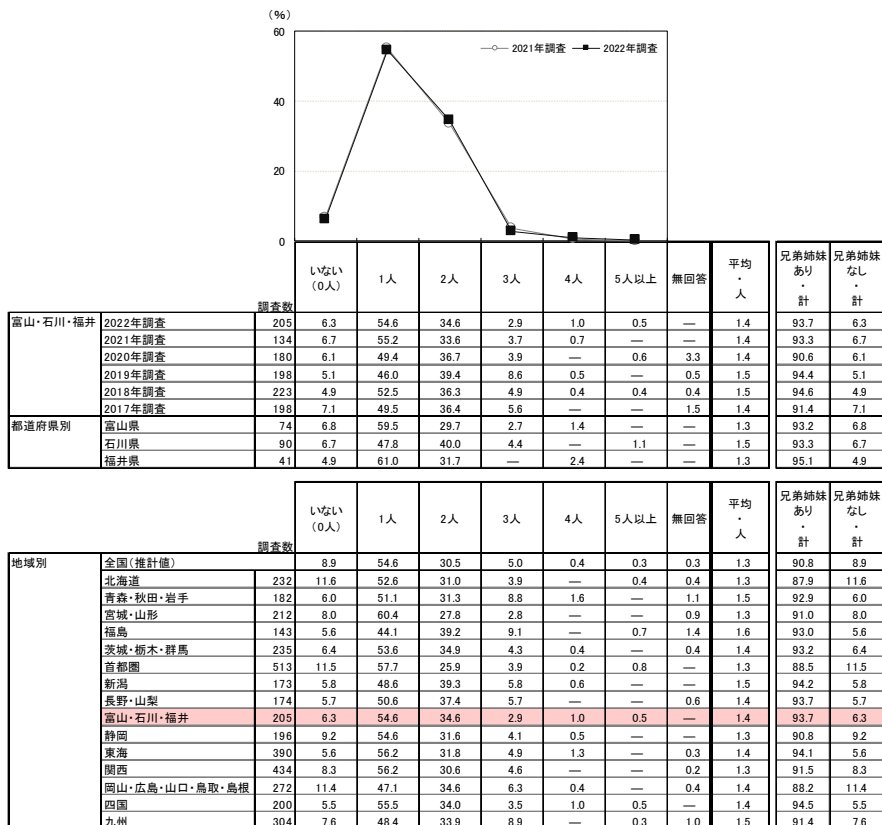 (%)
60
40
20
0
2021年調査 2022年調査
調査数 いない(0人) 1人 2人 3人 4人 5人以上 無回答 平均・人 兄弟姉妹あり・計 兄弟姉妹なし・計
富山・石川・福井 2022年調査 205 6.3 54.6 34.6 2.9 1.0 0.5 — 1.4 93.7 6.3
2021年調査 134 6.7 55.2 33.6 3.7 0.7 — — 1.4 93.3 6.7
2020年調査 180 6.1 49.4 36.7 3.9 — 0.6 3.3 1.4 90.6 6.1
2019年調査 198 5.1 46.0 39.4 8.6 0.5 — 0.5 1.5 94.4 5.1
2018年調査 223 4.9 52.5 36.3 4.9 0.4 0.4 0.4 1.5 94.6 4.9
2017年調査 198 7.1 49.5 36.4 5.6 — — 1.5 1.4 91.4 7.1
都道府県別 富山県 74 6.8 59.5 29.7 2.7 1.4 — — 1.3 93.2 6.8
石川県 90 6.7 47.8 40.0 4.4 — 1.1 — 1.5 93.3 6.7
福井県 41 4.9 61.0 31.7 — 2.4 — — 1.3 95.1 4.9
調査数 いない(0人) 1人 2人 3人 4人 5人以上 無回答 平均・人 兄弟姉妹あり・計 兄弟姉妹なし・計
地域別 全国(推計値) 8.9 54.6 30.5 5.0 0.4 0.3 0.3 1.3 90.8 8.9
北海道 232 11.6 52.6 31.0 3.9 — 0.4 0.4 1.3 87.9 11.6
青森・秋田・岩手 182 6.0 51.1 31.3 8.8 1.6 — 1.1 1.5 92.9 6.0
宮城・山形 212 8.0 60.4 27.8 2.8 — — 0.9 1.3 91.0 8.0
福島 143 5.6 44.1 39.2 9.1 — 0.7 1.4 1.6 93.0 5.6
茨城・栃木・群馬 235 6.4 53.6 34.9 4.3 0.4 — 0.4 1.4 93.2 6.4
首都圏 513 11.5 57.7 25.9 3.9 0.2 0.8 — 1.3 88.5 11.5
新潟 173 5.8 48.6 39.3 5.8 0.6 — — 1.5 94.2 5.8
長野・山梨 174 5.7 50.6 37.4 5.7 — — 0.6 1.4 93.7 5.7
富山・石川・福井 205 6.3 54.6 34.6 2.9 1.0 0.5 — 1.4 93.7 6.3
静岡 196 9.2 54.6 31.6 4.1 0.5 — — 1.3 90.8 9.2
東海 390 5.6 56.2 31.8 4.9 1.3 — 0.3 1.4 94.1 5.6
関西 434 8.3 56.2 30.6 4.6 — — 0.2 1.3 91.5 8.3
岡山・広島・山口・鳥取・島根 272 11.4 47.1 34.6 6.3 0.4 — 0.4 1.4 88.2 11.4
四国 200 5.5 55.5 34.0 3.5 1.0 0.5 — 1.4 94.5 5.5
九州 304 7.6 48.4 33.9 8.9 — 0.3 1.0 1.5 91.4 7.6